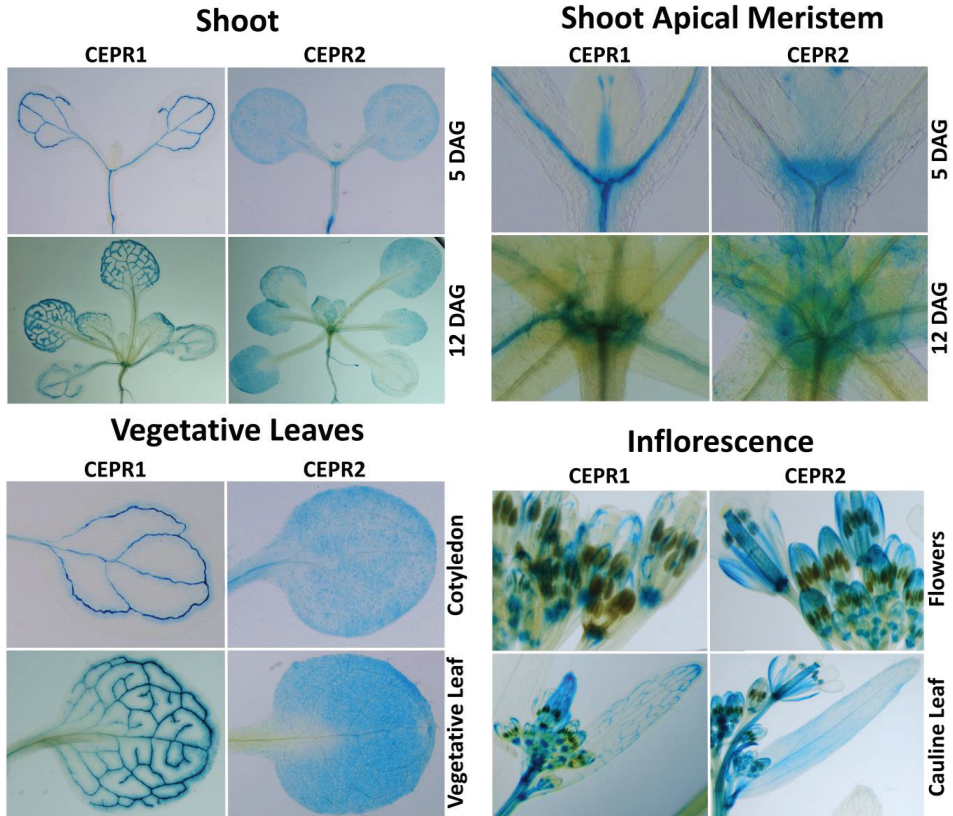 Shoot
CEPR1 CEPR2
5 DAG
12 DAG
Shoot Apical Meristem
CEPR1 CEPR2
5 DAG
12 DAG
Vegetative Leaves
CEPR1 CEPR2
Cotyledon
Vegetative Leaf
Inflorescence
CEPR1 CEPR2
Flowers
Cauline Leaf